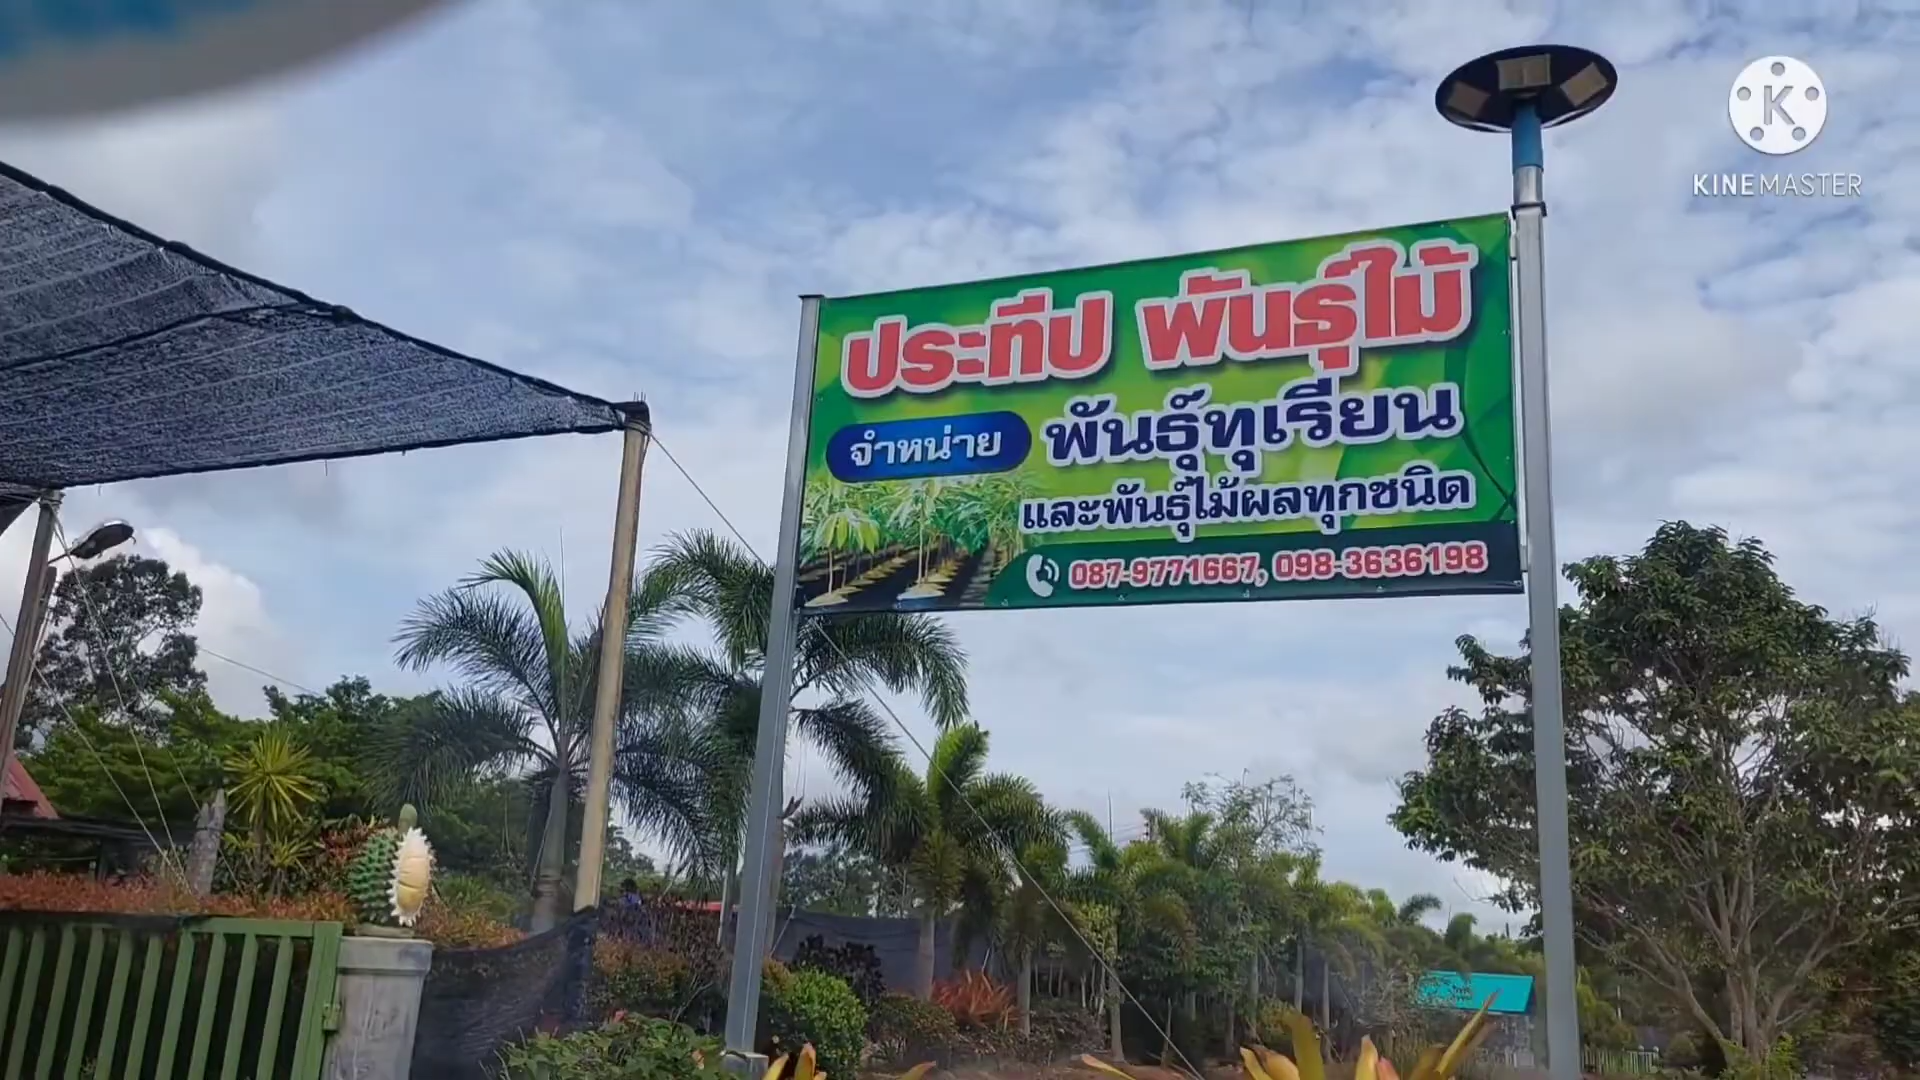 ประทีป พันธุ์ไม้
จำหน่าย พันธุ์ทุเรียน
และพันธุ์ไม้ผลทุกชนิด
087-9771667, 098-3636198
K
KINEMASTER